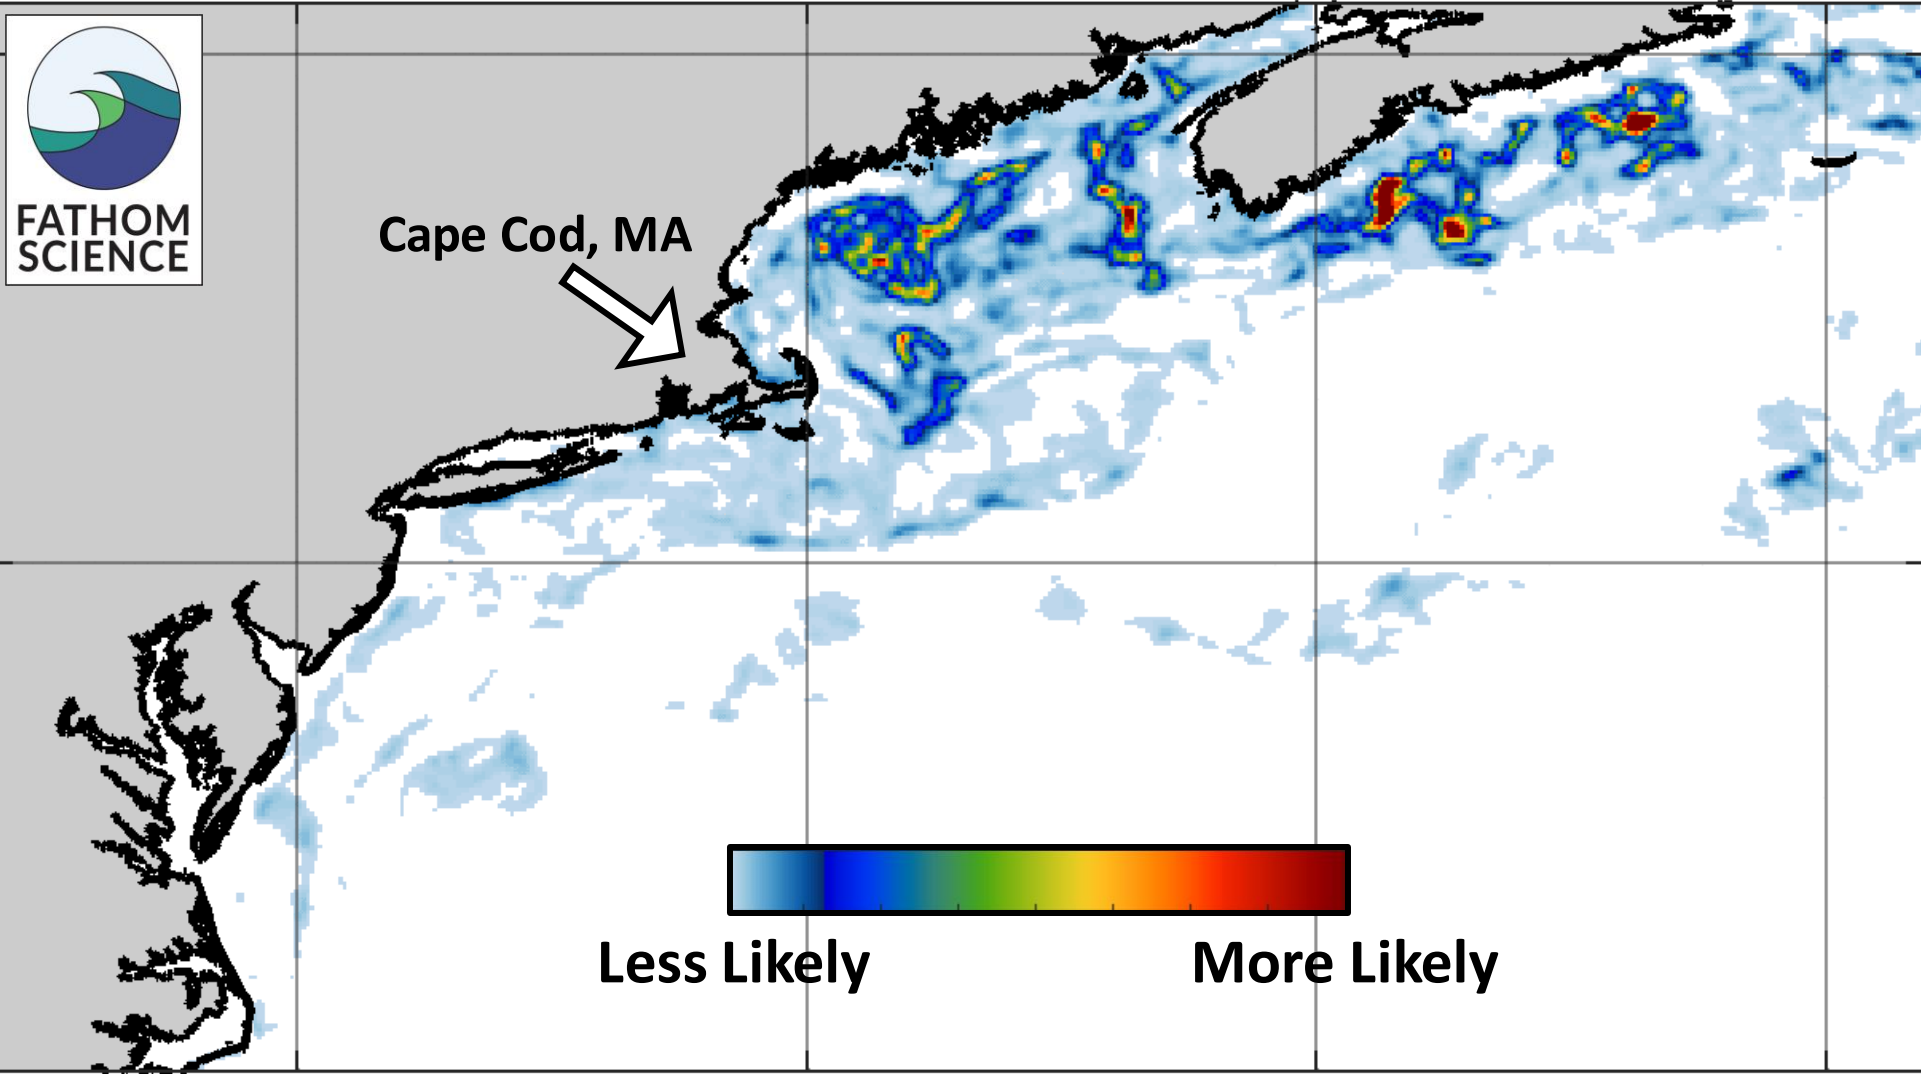 FATHOM
SCIENCE
Cape Cod, MA
Less Likely
More Likely